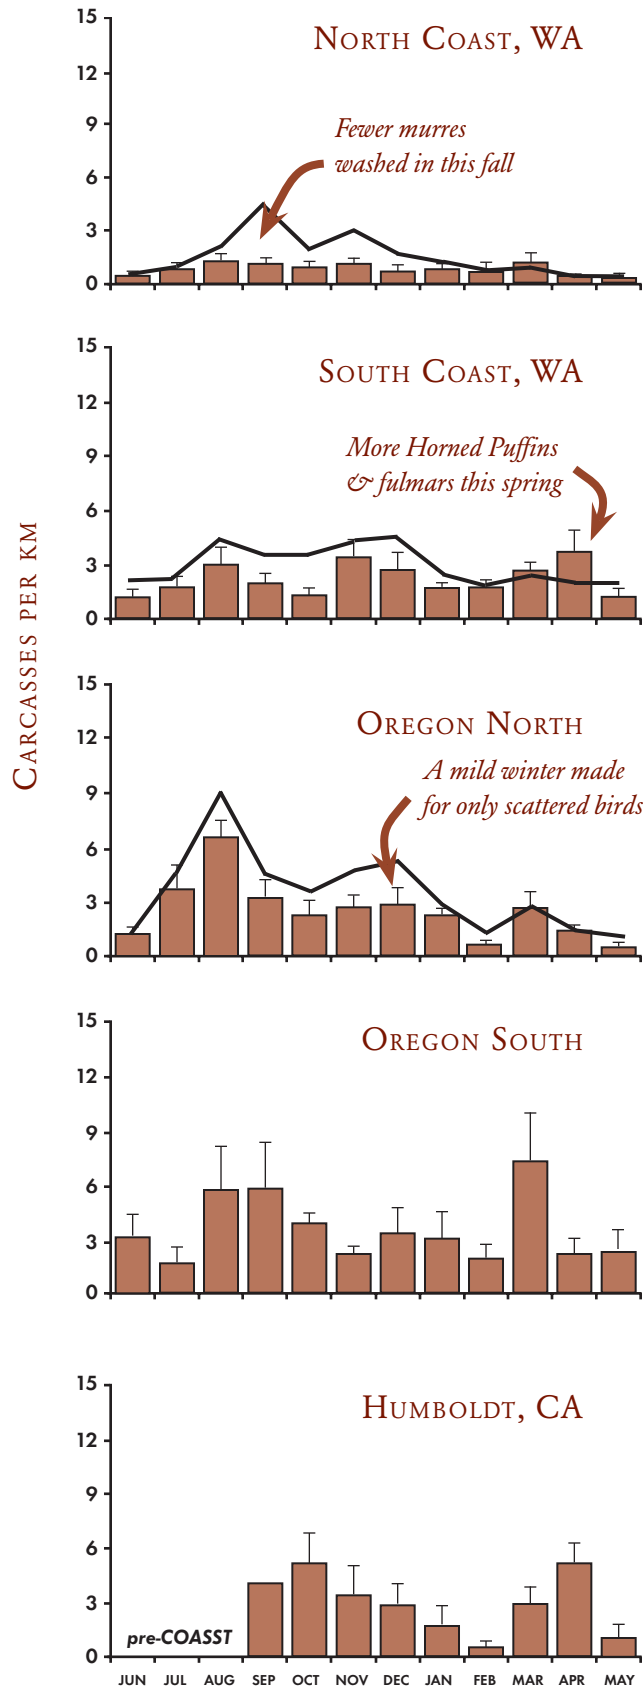 CARCASSES PER KM
15
NORTH COAST, WA
12
9
Fewer murres
washed in this fall
6
3
0
15
SOUTH COAST, WA
12
9
More Horned Puffins
& fulmars this spring
6
3
0
15
OREGON NORTH
12
A mild winter made
9
for only scattered birds
6
3
0
15
OREGON SOUTH
12
9
6
3
0
15
HUMBOLDT, CA
12
9
6
3
pre-COASST
0
JUN JUL AUG SEP OCT NOV DEC JAN FEB MAR APR MAY